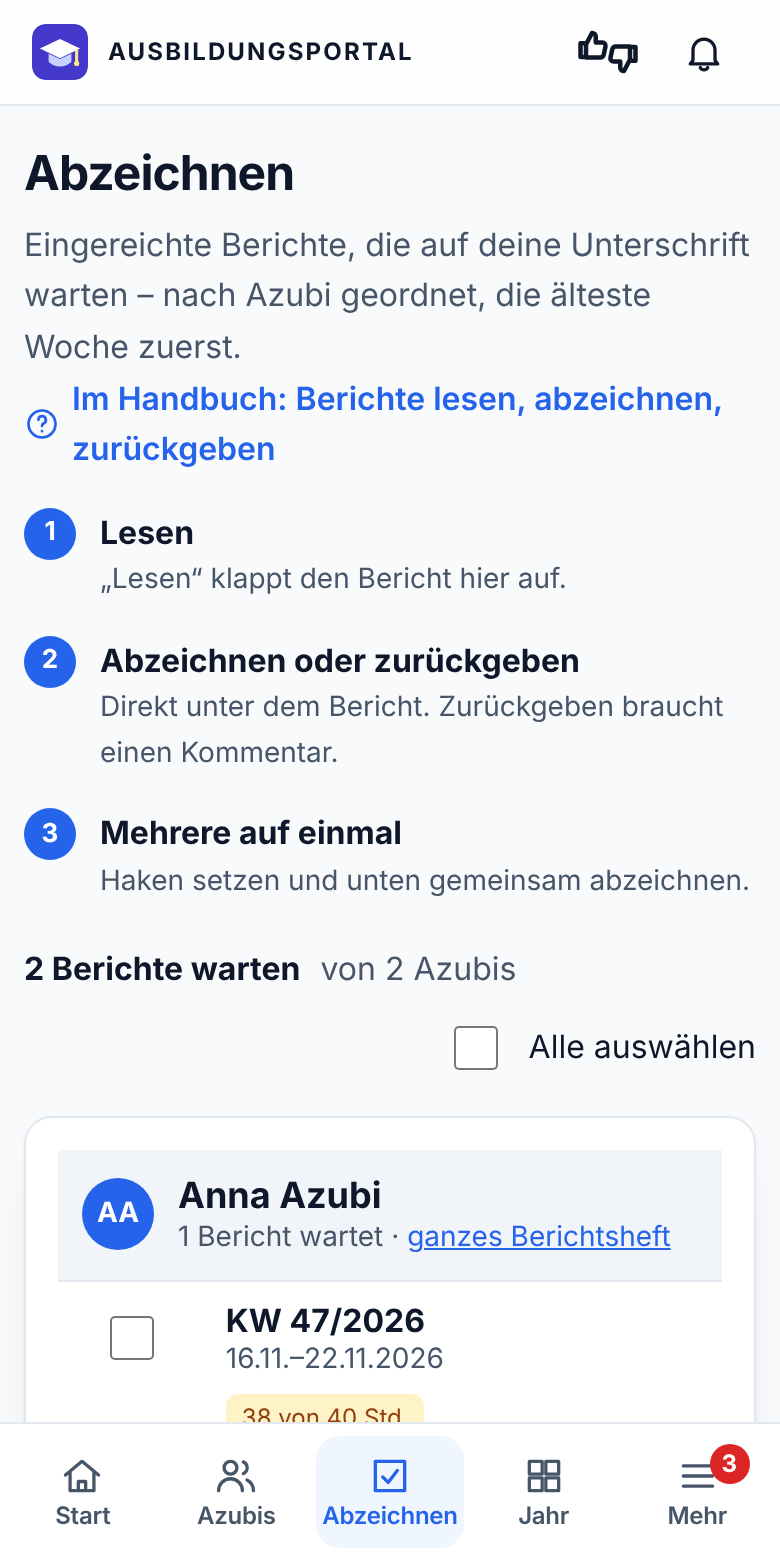 AUSBILDUNGSPORTAL
Abzeichnen
Eingereichte Berichte, die auf deine Unterschrift
warten – nach Azubi geordnet, die älteste
Woche zuerst.
Im Handbuch: Berichte lesen, abzeichnen,
zurückgeben
1 Lesen
„Lesen“ klappt den Bericht hier auf.
2 Abzeichnen oder zurückgeben
Direkt unter dem Bericht. Zurückgeben braucht
einen Kommentar.
3 Mehrere auf einmal
Haken setzen und unten gemeinsam abzeichnen.
2 Berichte warten von 2 Azubis
Alle auswählen
AA Anna Azubi
1 Bericht wartet · ganzes Berichtsheft
KW 47/2026
16.11.–22.11.2026
38 von 40 Std.
3
Start Azubis Abzeichnen Jahr Mehr